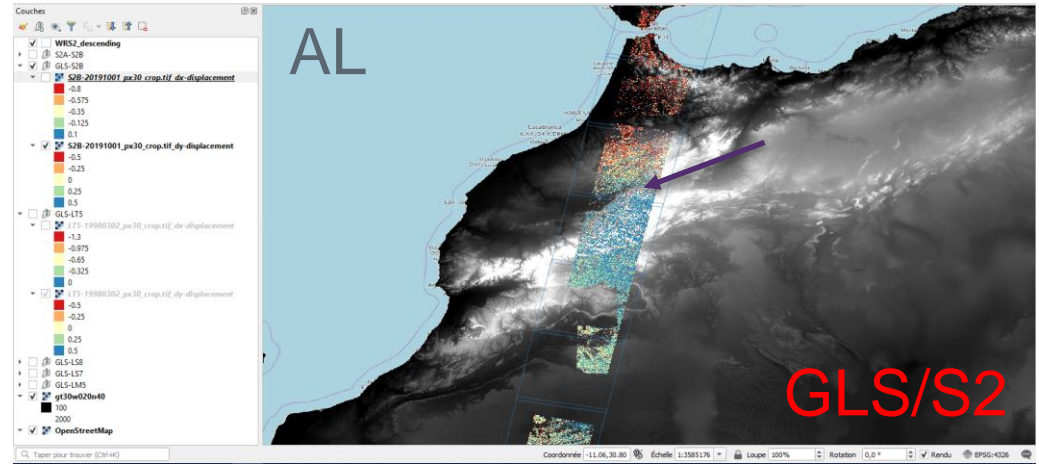 Couches
WRS2_descending
S2A-S2B
GLS-S2B
S2B-20191001_px30_crop.tif_dx-displacement
-0.8
-0.575
-0.35
-0.125
0.1
S2B-20191001_px30_crop.tif_dy-displacement
-0.5
-0.25
0
0.25
0.5
GLS-LT5
LT5-19980302_px30_crop.tif_dx-displacement
-1.3
-0.975
-0.65
-0.325
0
LT5-19980302_px30_crop.tif_dy-displacement
-0.5
-0.25
0
0.25
0.5
GLS-LS8
GLS-LS7
GLS-LM5
gt30w020n40
100
2000
OpenStreetMap
AL
Casablanca
GLS/S2
Taper pour trouver (Ctrl+K)
Coordonnée -11.06,30.80 Échelle 1:3585176 Loupe 100% Rotation 0,0 ° Rendu EPSG:4326